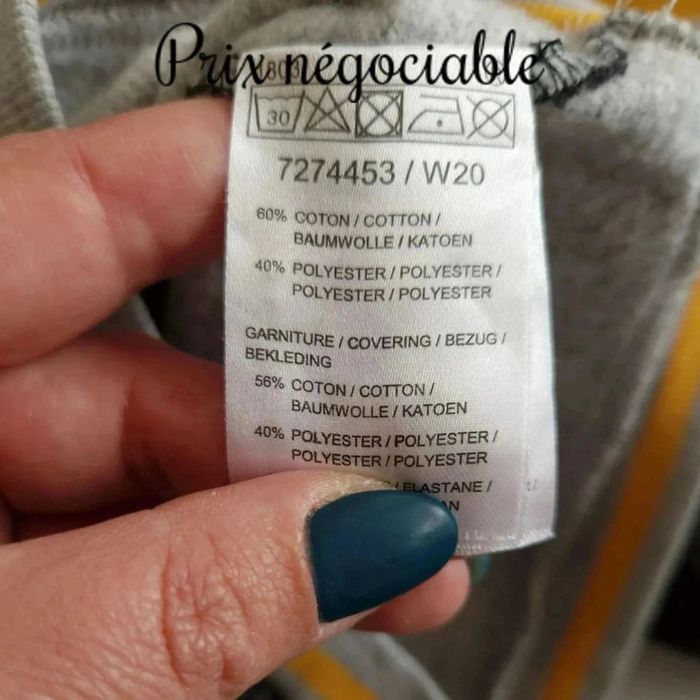 Prix négociable
30
7274453 / W20
60% COTON / COTTON /
BAUMWOLLE / KATOEN
40% POLYESTER / POLYESTER /
POLYESTER / POLYESTER
GARNITURE / COVERING / BEZUG /
BEKLEDING
56% COTON / COTTON /
BAUMWOLLE / KATOEN
40% POLYESTER / POLYESTER /
POLYESTER / POLYESTER
/ ELASTANE /